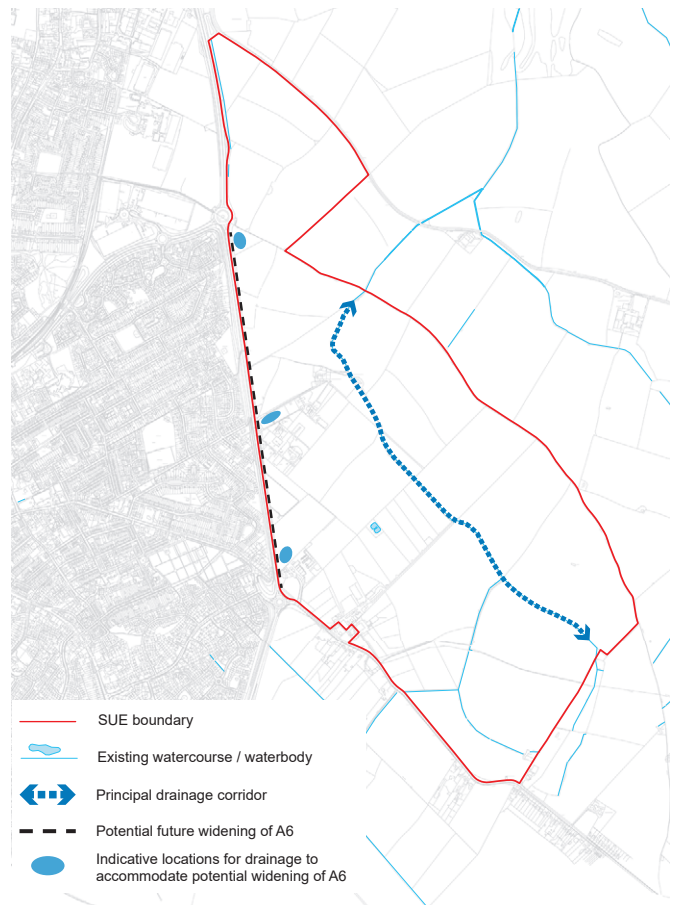 SUE boundary
Existing watercourse / waterbody
Principal drainage corridor
Potential future widening of A6
Indicative locations for drainage to
accommodate potential widening of A6